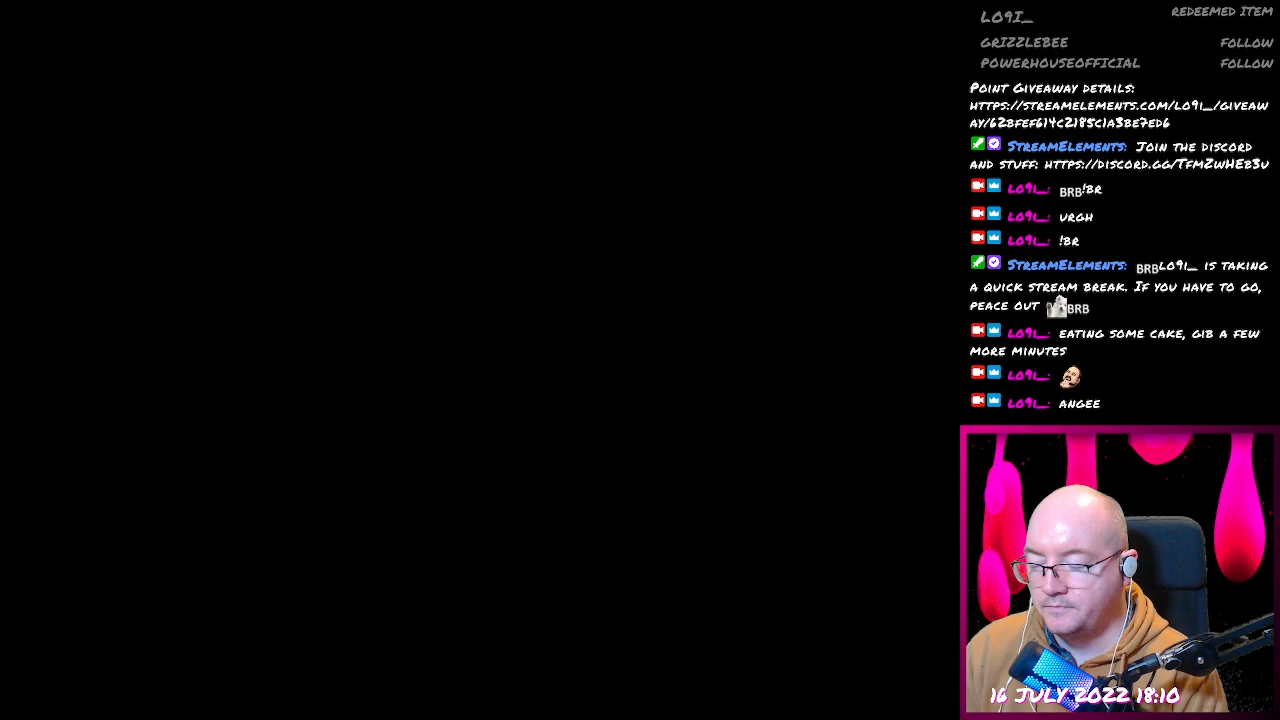 LO9I_ REDEEMED ITEM
GRIZZLEBEE FOLLOW
POWERHOUSEOFFICIAL FOLLOW
POINT GIVEAWAY DETAILS:
HTTPS://STREAMELEMENTS.COM/LO9I_/GIVEAW
AY/62BFEF614C2185C1A3BE7ED6
STREAMELEMENTS: JOIN THE DISCORD
AND STUFF: HTTPS://DISCORD.GG/TFMZWHEB3U
LO9I_: BRB!BR
LO9I_: URGH
LO9I_: !BR
STREAMELEMENTS: BRBLO9I_ IS TAKING
A QUICK STREAM BREAK. IF YOU HAVE TO GO,
PEACE OUT BRB
LO9I_: EATING SOME CAKE, GIB A FEW
MORE MINUTES
LO9I_:
LO9I_: ANGEE
16 JULY 2022 18:10